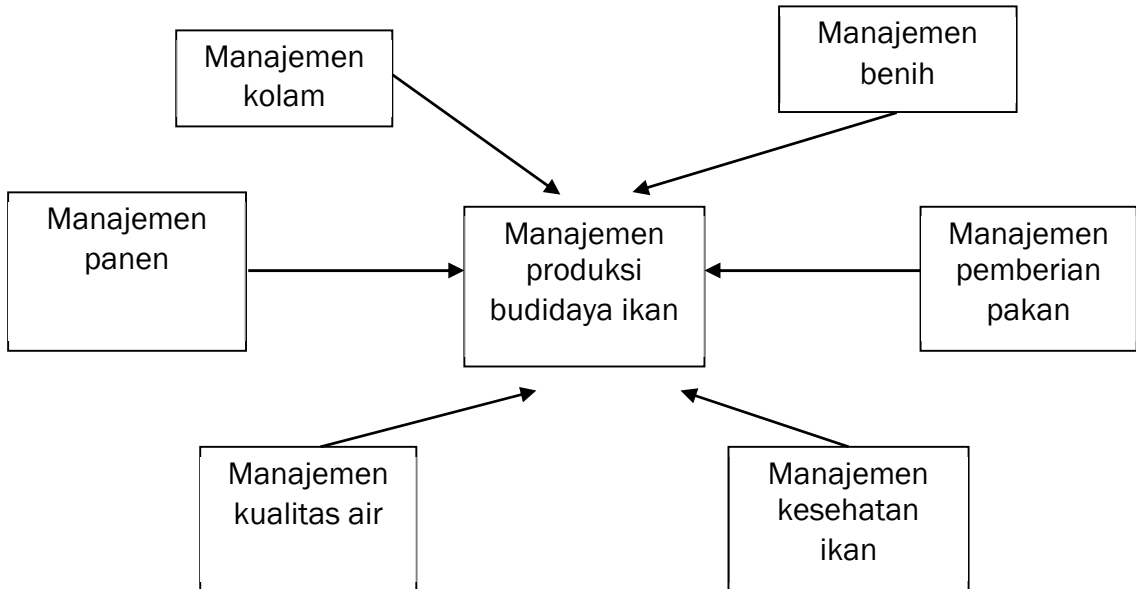 Manajemen
kolam
Manajemen
benih
Manajemen
panen
Manajemen
produksi
budidaya ikan
Manajemen
pemberian
pakan
Manajemen
kualitas air
Manajemen
kesehatan
ikan